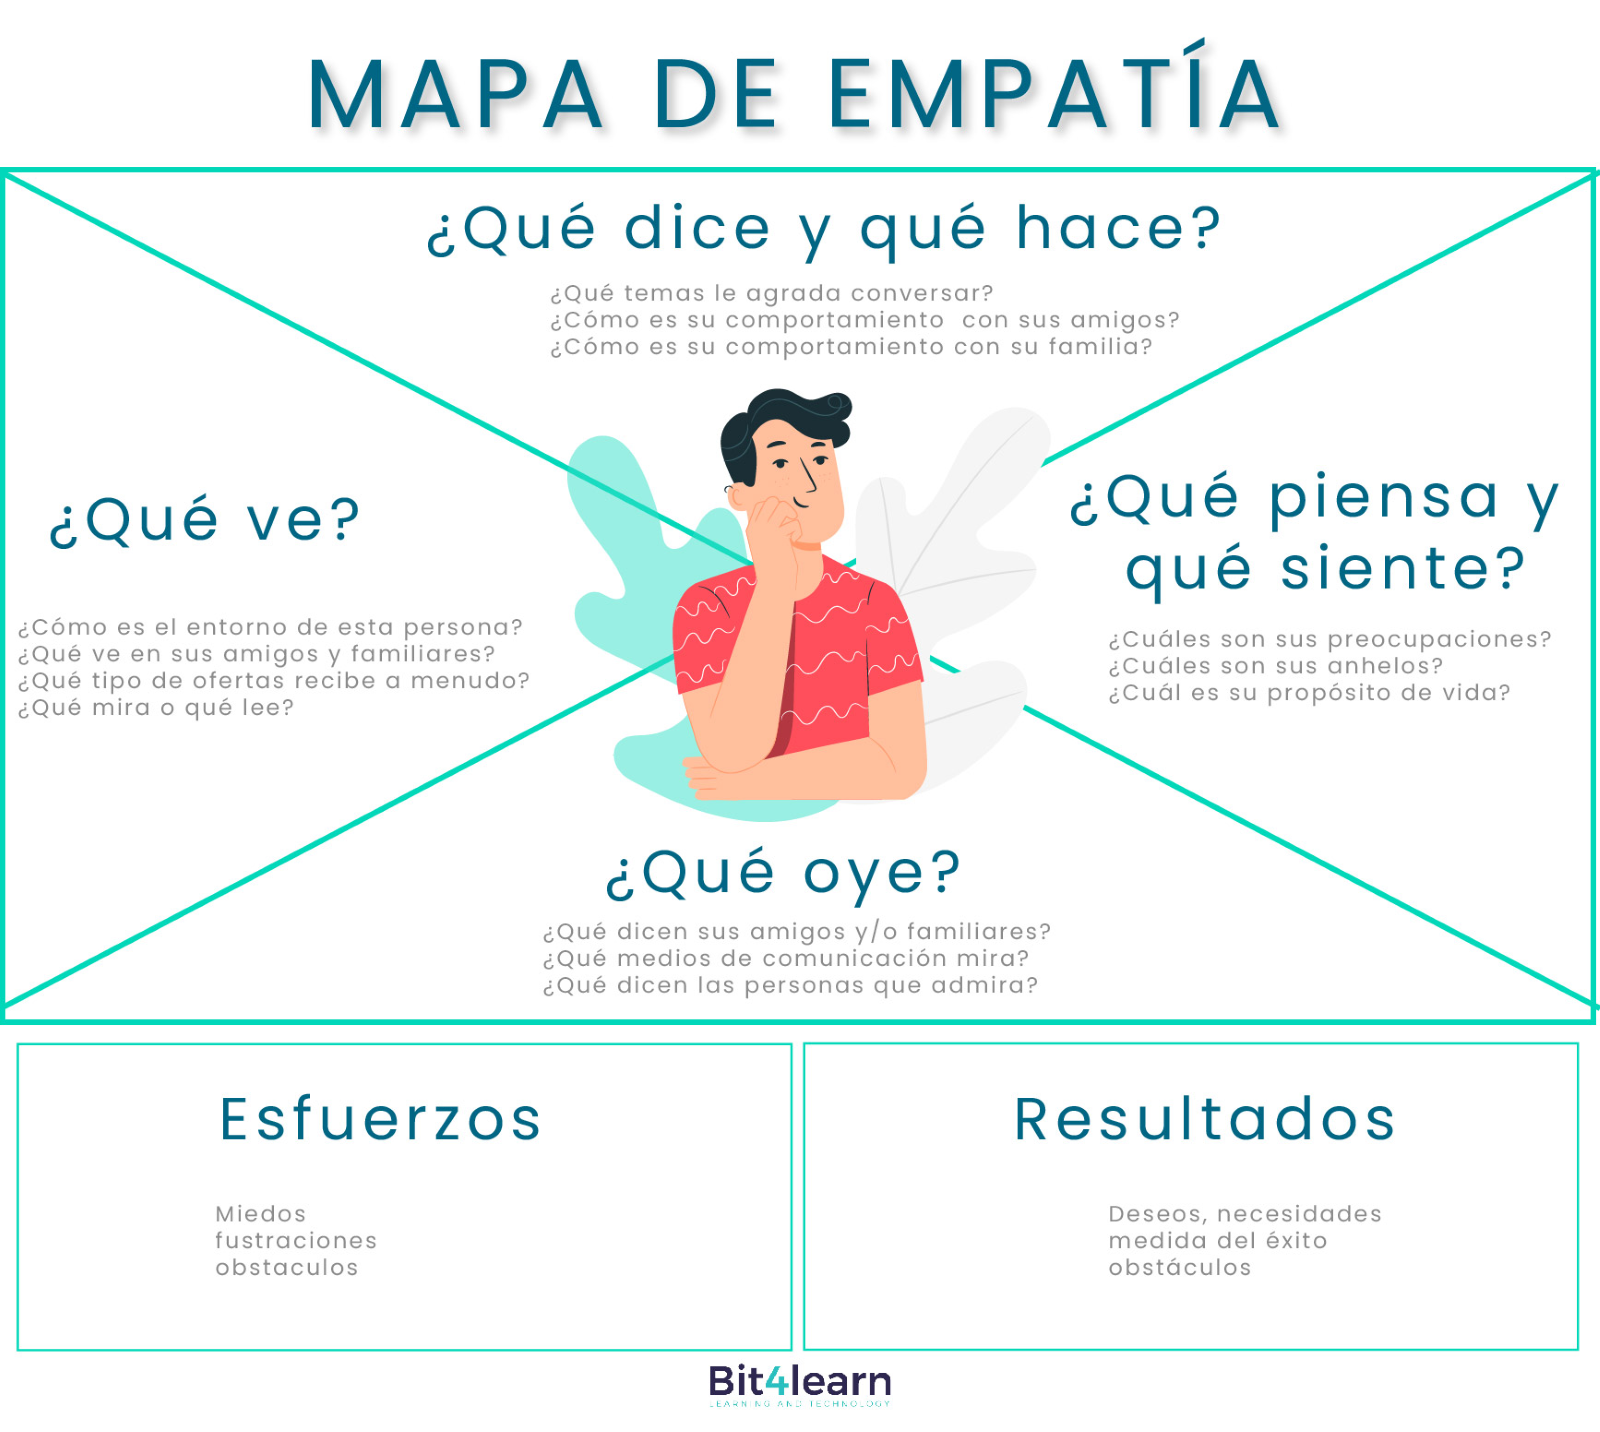 MAPA DE EMPATÍA
¿Qué dice y qué hace?
¿Qué temas le agrada conversar?
¿Cómo es su comportamiento con sus amigos?
¿Cómo es su comportamiento con su familia?
¿Qué ve?
¿Cómo es el entorno de esta persona?
¿Qué ve en sus amigos y familiares?
¿Qué tipo de ofertas recibe a menudo?
¿Qué mira o qué lee?
¿Qué piensa y
qué siente?
¿Cuáles son sus preocupaciones?
¿Cuáles son sus anhelos?
¿Cuál es su propósito de vida?
¿Qué oye?
¿Qué dicen sus amigos y/o familiares?
¿Qué medios de comunicación mira?
¿Qué dicen las personas que admira?
Esfuerzos
Miedos
fustraciones
obstaculos
Resultados
Deseos, necesidades
medida del éxito
obstáculos
Bit4learn
LEARNING AND TECHNOLOGY